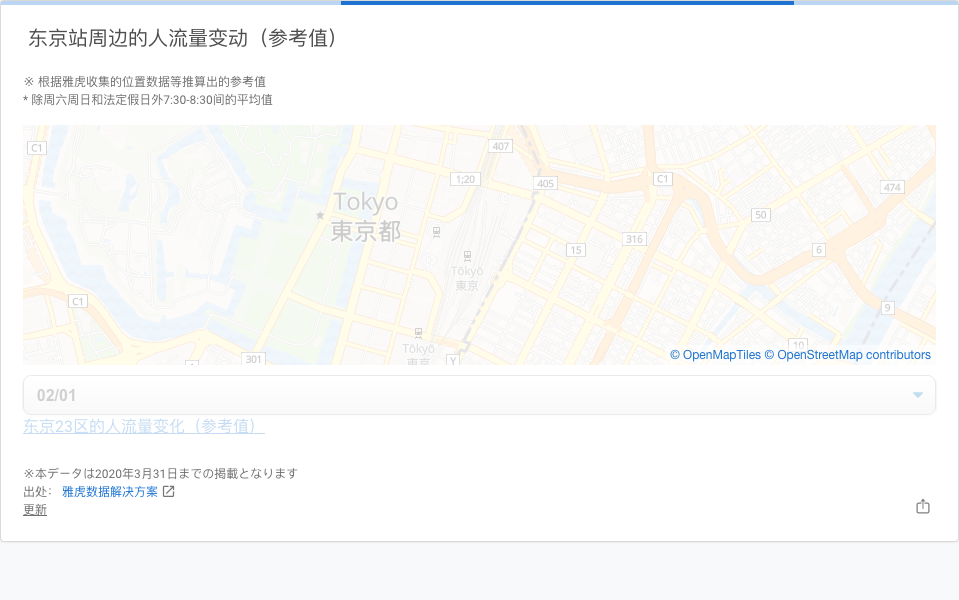 东京站周边的人流量变动（参考值）
※ 根据雅虎收集的位置数据等推算出的参考值
* 除周六周日和法定假日外7:30-8:30间的平均值
C1
407
1;20
405
C1
474
Tokyo
東京都
50
316
15
6
Tōkyō
東京
C1
9
10
301
Tōkyō
東京
Y
© OpenMapTiles © OpenStreetMap contributors
02/01
东京23区的人流量变化（参考值）
※本データは2020年3月31日までの掲載となります
出处： 雅虎数据解决方案
更新